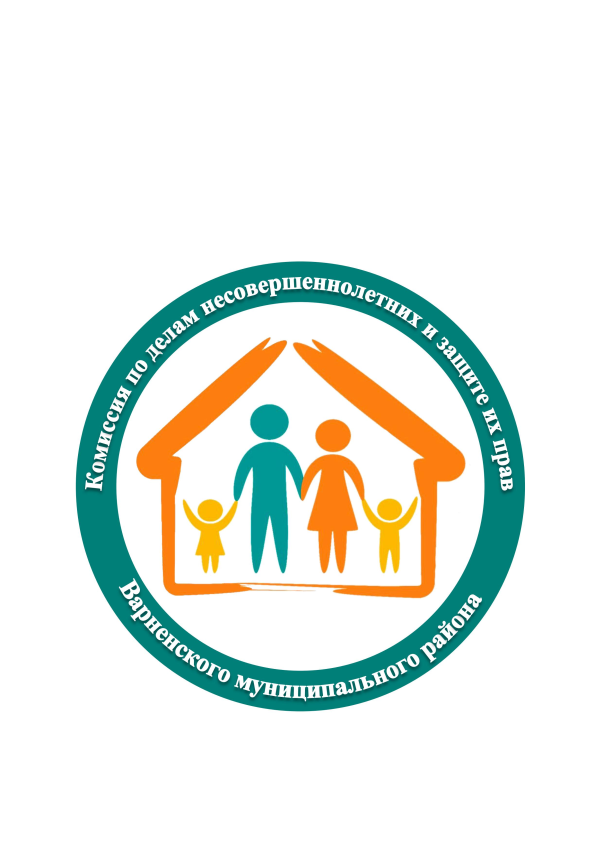 Комиссия по делам несовершеннолетних и защите их прав
Варненского муниципального района